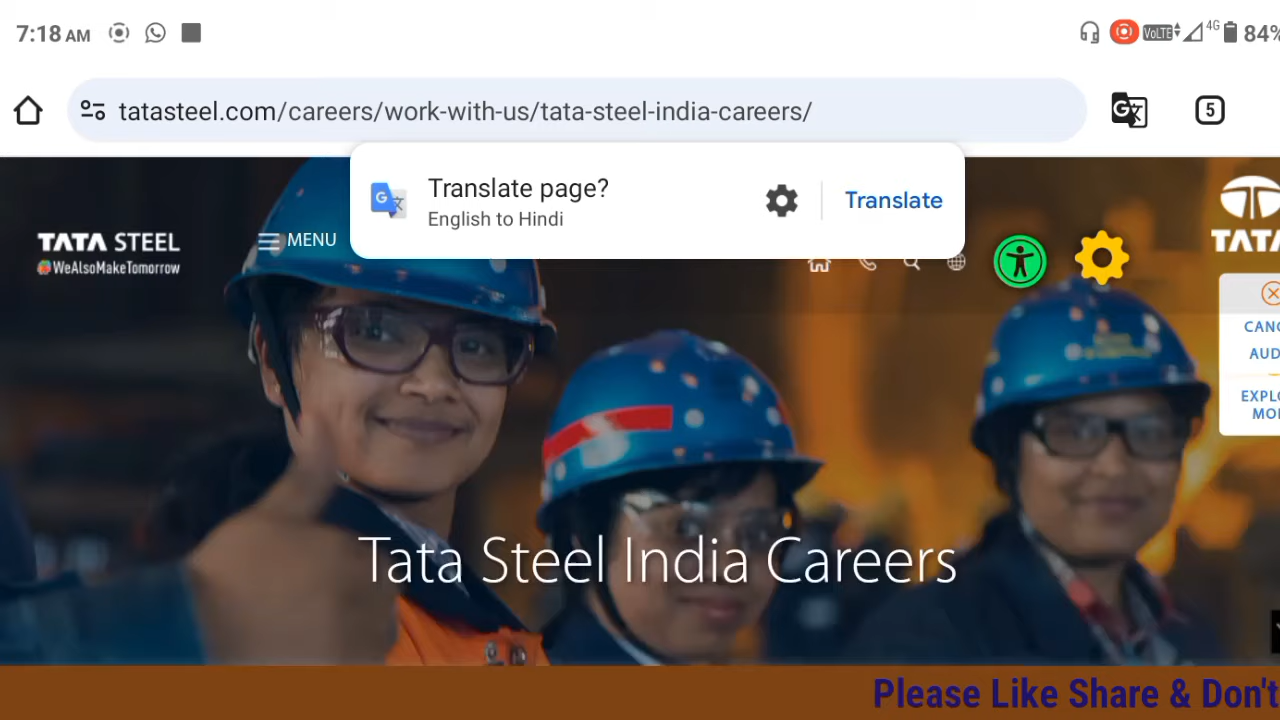 7:18 AM
VoLTE 4G 84%
tatasteel.com/careers/work-with-us/tata-steel-india-careers/
5
Translate page?
English to Hindi
Translate
TATA STEEL
#WeAlsoMakeTomorrow
MENU
TATA
CANC
AUD
EXPLO
MO
Tata Steel India Careers
Please Like Share & Don't